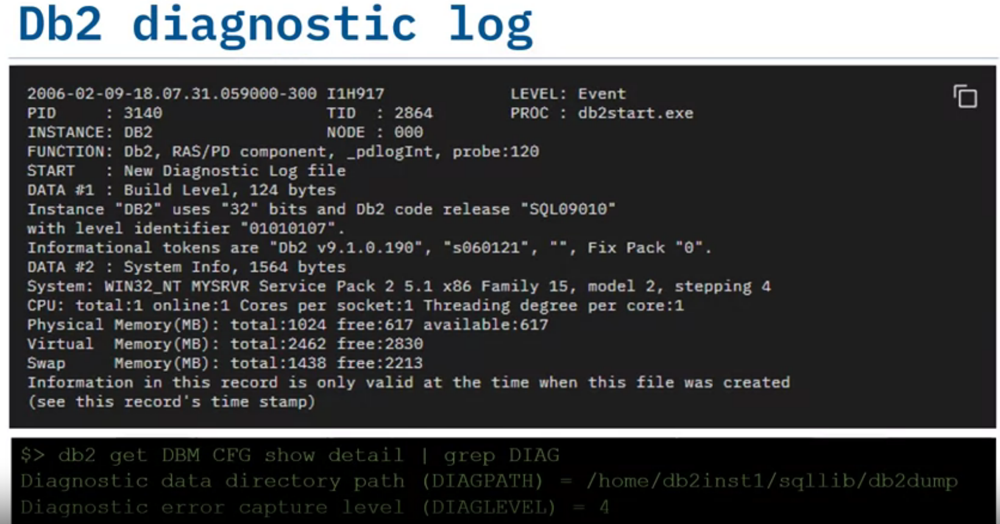 Db2 diagnostic log
2006-02-09-18.07.31.059000-300 I1H917 LEVEL: Event
PID : 3140 TID : 2864 PROC : db2start.exe
INSTANCE: DB2 NODE : 000
FUNCTION: Db2, RAS/PD component, _pdlogInt, probe:120
START : New Diagnostic Log file
DATA #1 : Build Level, 124 bytes
Instance "DB2" uses "32" bits and Db2 code release "SQL09010"
with level identifier "01010107".
Informational tokens are "Db2 v9.1.0.190", "s060121", "", Fix Pack "0".
DATA #2 : System Info, 1564 bytes
System: WIN32_NT MYSRVR Service Pack 2 5.1 x86 Family 15, model 2, stepping 4
CPU: total:1 online:1 Cores per socket:1 Threading degree per core:1
Physical Memory(MB): total:1024 free:617 available:617
Virtual  Memory(MB): total:2462 free:2830
Swap     Memory(MB): total:1438 free:2213
Information in this record is only valid at the time when this file was created
(see this record's time stamp)
$> db2 get DBM CFG show detail | grep DIAG
Diagnostic data directory path (DIAGPATH) = /home/db2inst1/sqllib/db2dump
Diagnostic error capture level (DIAGLEVEL) = 4